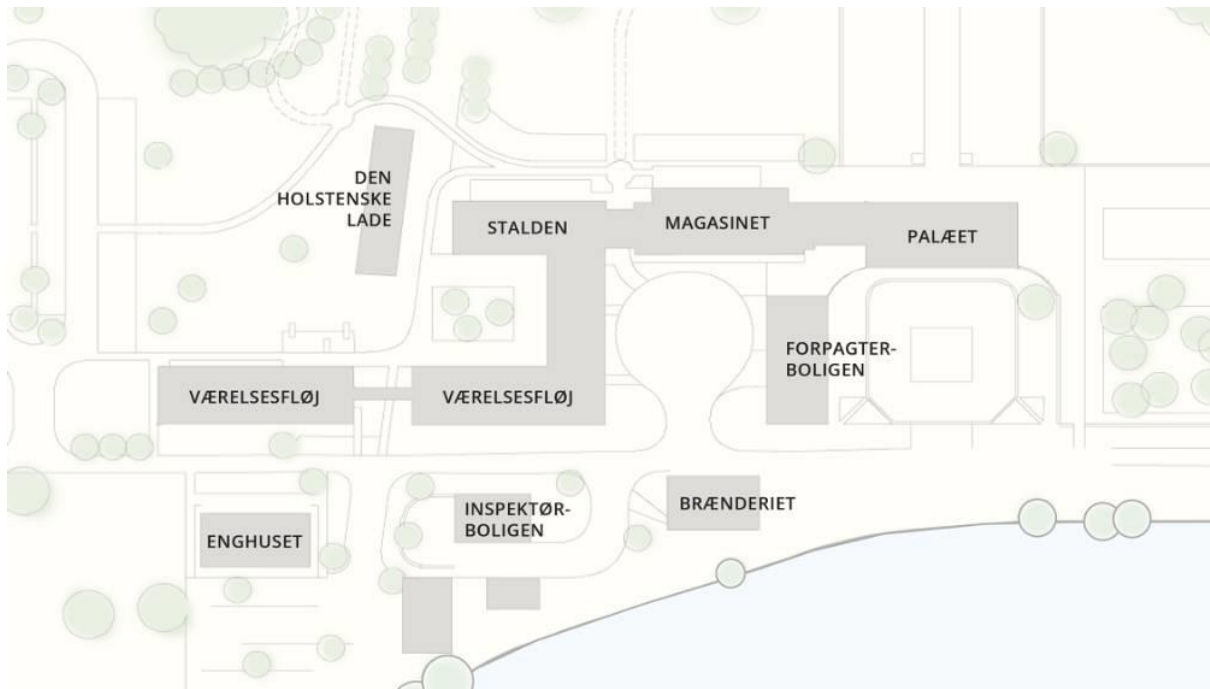 DEN
HOLSTENSKE
LADE
STALDEN
MAGASINET
PALÆET
FORPAGTER-
BOLIGEN
VÆRELSESFLØJ
VÆRELSESFLØJ
INSPEKTØR-
BOLIGEN
BRÆNDERIET
ENGHUSET